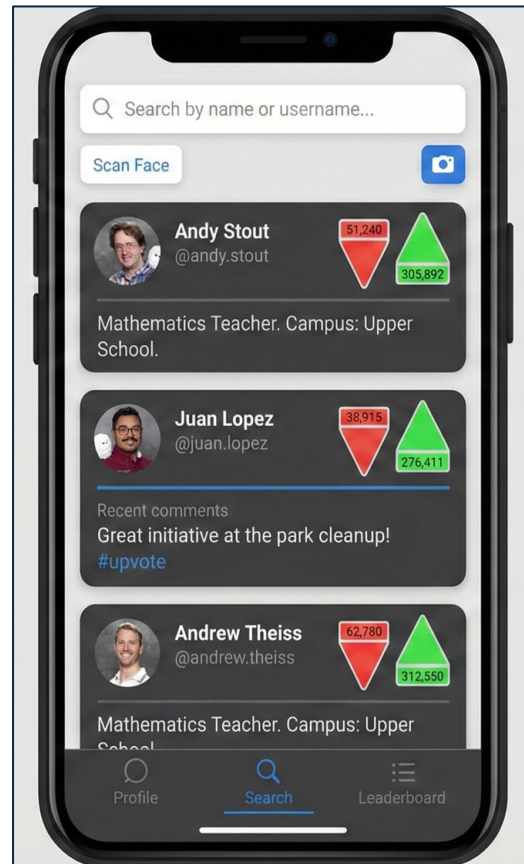 Search by name or username...
Scan Face
Andy Stout
@andy.stout
51,240
305,892
Mathematics Teacher. Campus: Upper
School.
Juan Lopez
@juan.lopez
38,915
276,411
Recent comments
Great initiative at the park cleanup!
#upvote
Andrew Theiss
@andrew.theiss
62,780
312,550
Mathematics Teacher. Campus: Upper
School
Profile
Search
Leaderboard